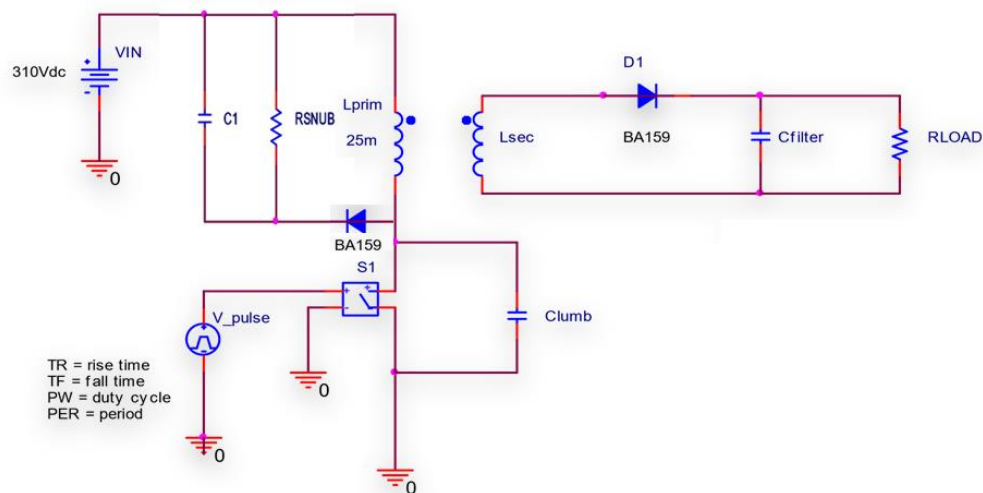 VIN
310Vdc
+
-
0
C1
RSNUB
Lprim
25m
BA159
S1
+
+
-
-
V_pulse
+
-
0
0
0
Clumb
TR = rise time
TF = fall time
PW = duty cycle
PER = period
Lsec
D1
BA159
Cfilter
RLOAD